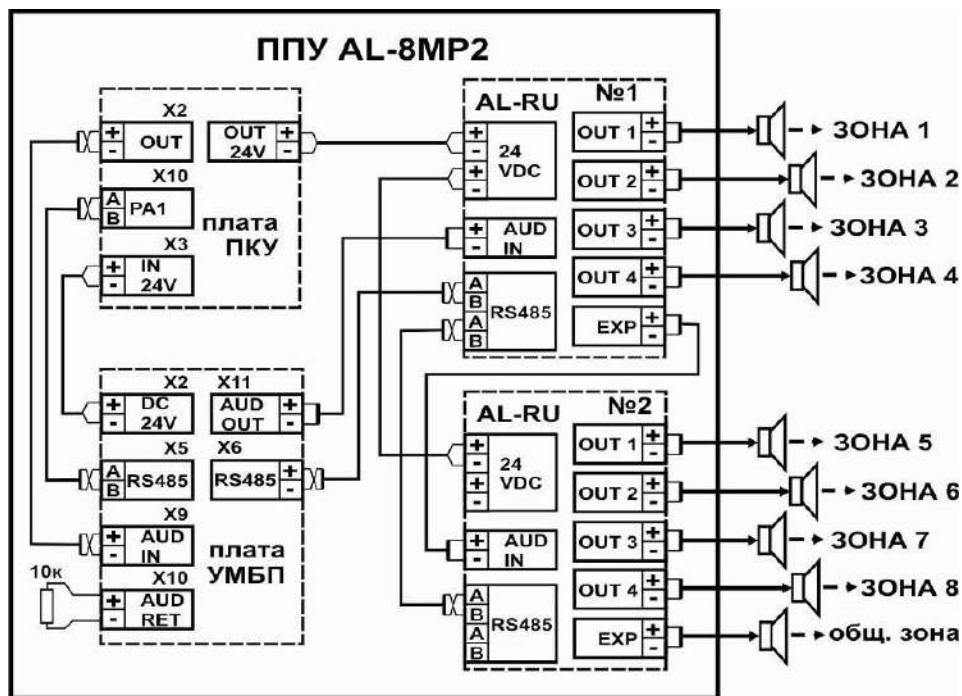 ППУ AL-8MP2
X2
+
-
OUT
OUT
24V
+
-
X10
A
B
PA1
плата
ПКУ
X3
+
-
IN
24V
X2
+
-
DC
24V
X11
AUD
OUT
+
-
X5
A
B
RS485
X6
RS485
+
-
X9
+
-
AUD
IN
плата
УМБП
10к
X10
+
-
AUD
RET
AL-RU
№1
+
-
+
-
24
VDC
+
-
AUD
IN
A
B
A
B
RS485
OUT 1
+
-
OUT 2
+
-
OUT 3
+
-
OUT 4
+
-
EXP
+
-
ЗОНА 1
ЗОНА 2
ЗОНА 3
ЗОНА 4
AL-RU
№2
+
-
+
-
24
VDC
+
-
AUD
IN
A
B
A
B
RS485
OUT 1
+
-
OUT 2
+
-
OUT 3
+
-
OUT 4
+
-
EXP
+
-
ЗОНА 5
ЗОНА 6
ЗОНА 7
ЗОНА 8
общ. зона